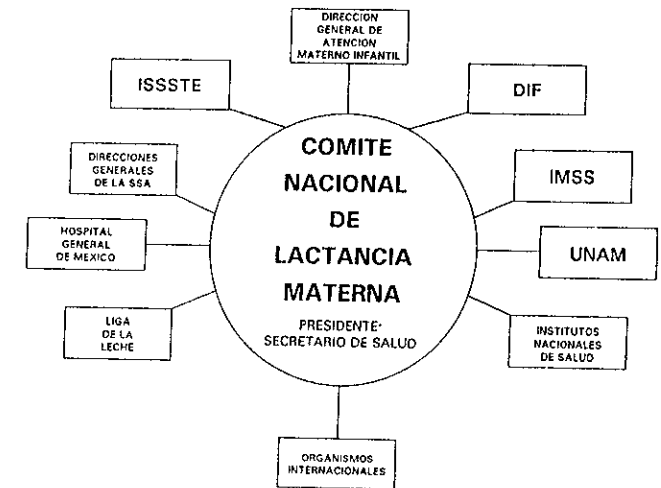 DIRECCION
GENERAL DE
ATENCION
MATERNO INFANTIL
ISSSTE
DIF
DIRECCIONES
GENERALES
DE LA SSA
IMSS
HOSPITAL
GENERAL
DE MEXICO
UNAM
LIGA
DE LA
LECHE
INSTITUTOS
NACIONALES
DE SALUD
COMITE
NACIONAL
DE
LACTANCIA
MATERNA
PRESIDENTE-
SECRETARIO DE SALUD
ORGANISMOS
INTERNACIONALES